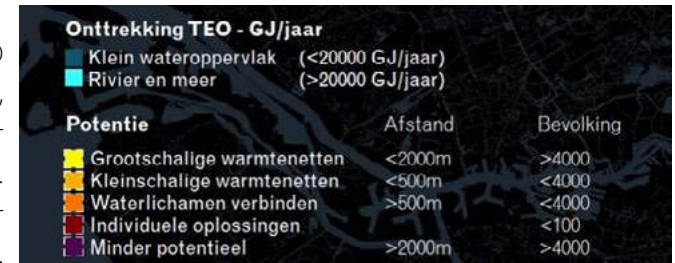 Onttrekking TEO - GJ/jaar
Klein wateroppervlak (<20000 GJ/jaar)
Rivier en meer (>20000 GJ/jaar)
Potentie Afstand Bevolking
Grootschalige warmtenetten <2000m >4000
Kleinschalige warmtenetten <500m <4000
Waterlichamen verbinden >500m <4000
Individuele oplossingen <100
Minder potentieel >2000m >4000